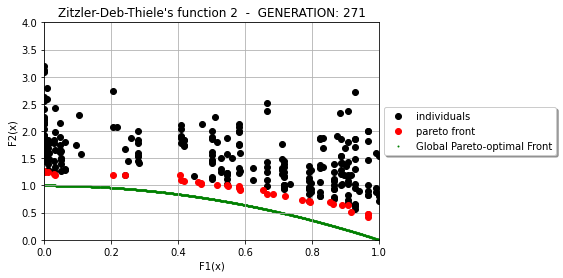 Zitzler-Deb-Thiele's function 2 - GENERATION: 271
4.0
3.5
3.0
2.5
2.0
1.5
1.0
0.5
0.0
F2(x)
0.0 0.2 0.4 0.6 0.8 1.0
F1(x)
individuals
pareto front
Global Pareto-optimal Front